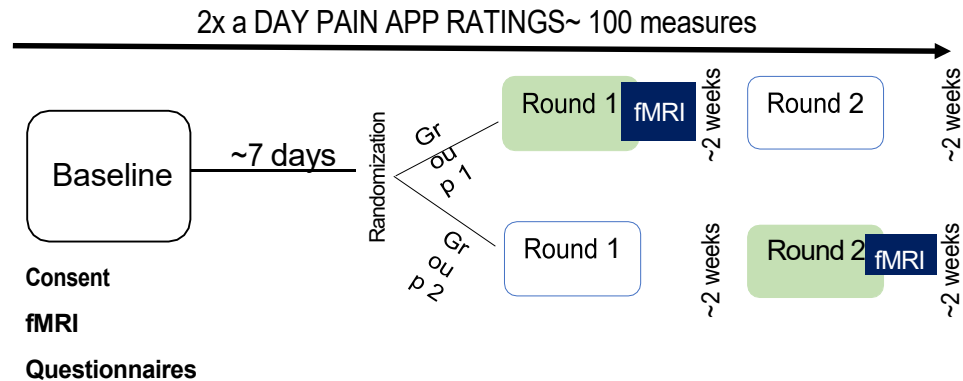 2x a DAY PAIN APP RATINGS~ 100 measures
Baseline
~7 days
Randomization
Gr
ou
p 1
Round 1
fMRI
~2 weeks
Round 2
~2 weeks
Gr
ou
p 2
Round 1
~2 weeks
Round 2
fMRI
~2 weeks
Consent
fMRI
Questionnaires